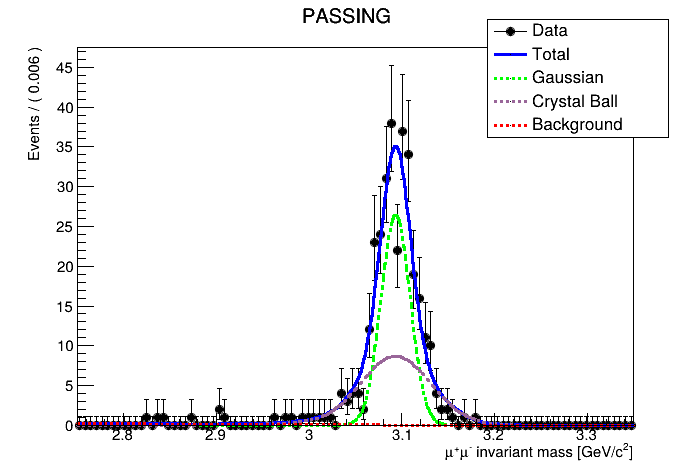 PASSING
Data
Total
Gaussian
Crystal Ball
Background
Events / ( 0.006 )
45
40
35
30
25
20
15
10
5
0
2.8 2.9 3 3.1 3.2 3.3
μ⁺μ⁻ invariant mass [GeV/c²]